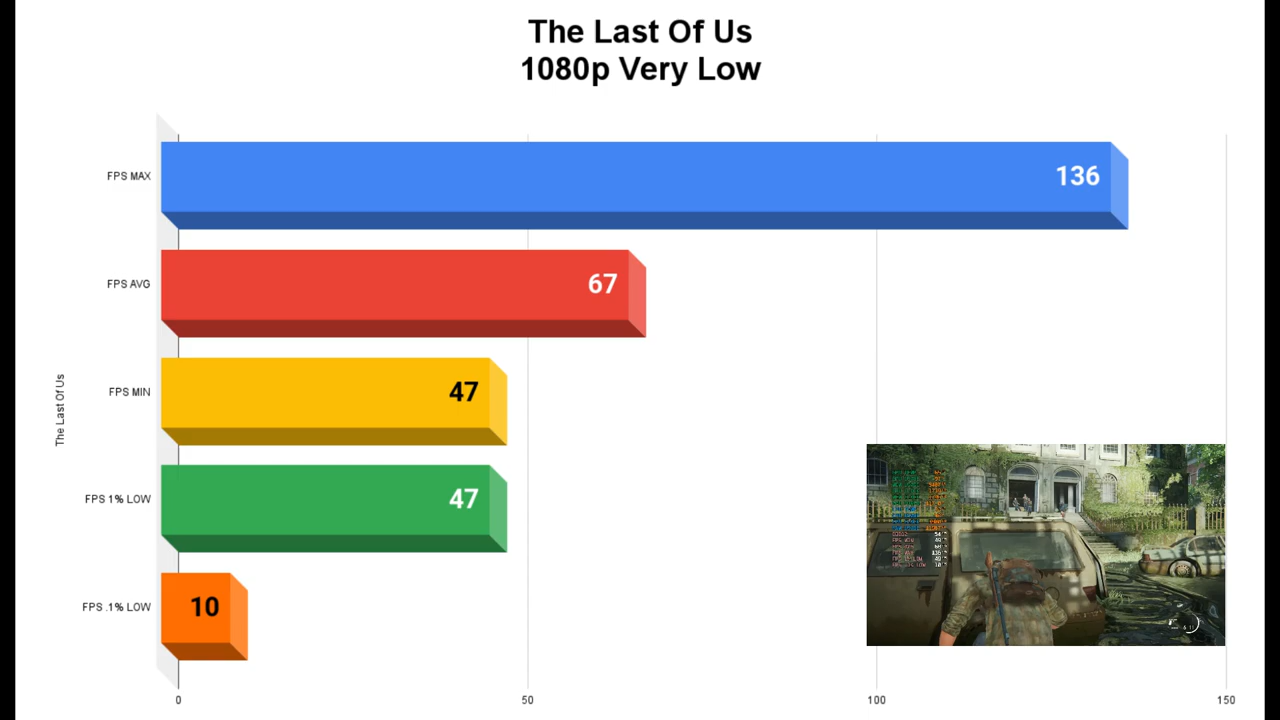 The Last Of Us
1080p Very Low
FPS MAX
136
FPS AVG
67
FPS MIN
47
FPS 1% LOW
47
FPS .1% LOW
10
The Last Of Us
0
50
100
150